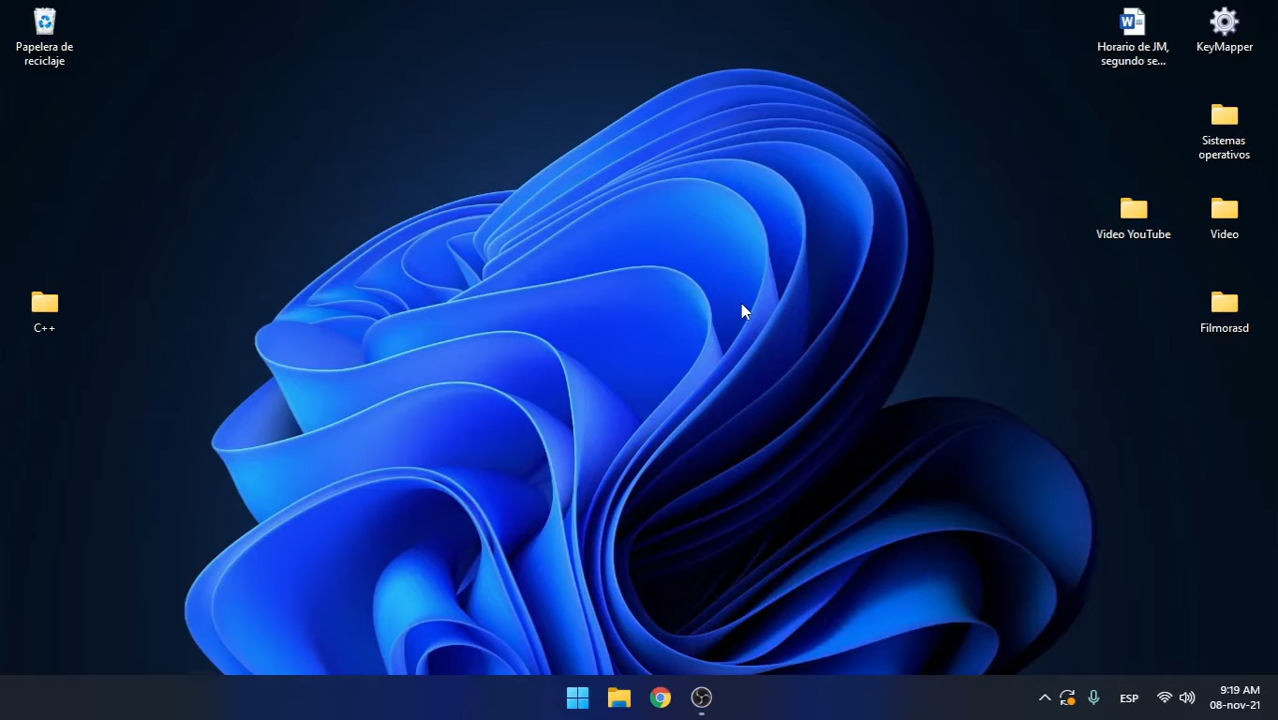 Papelera de
reciclaje
Horario de JM,
segundo se...
KeyMapper
Sistemas
operativos
Video YouTube
Video
C++
Filmorasd
ESP
9:19 AM
08-nov-21